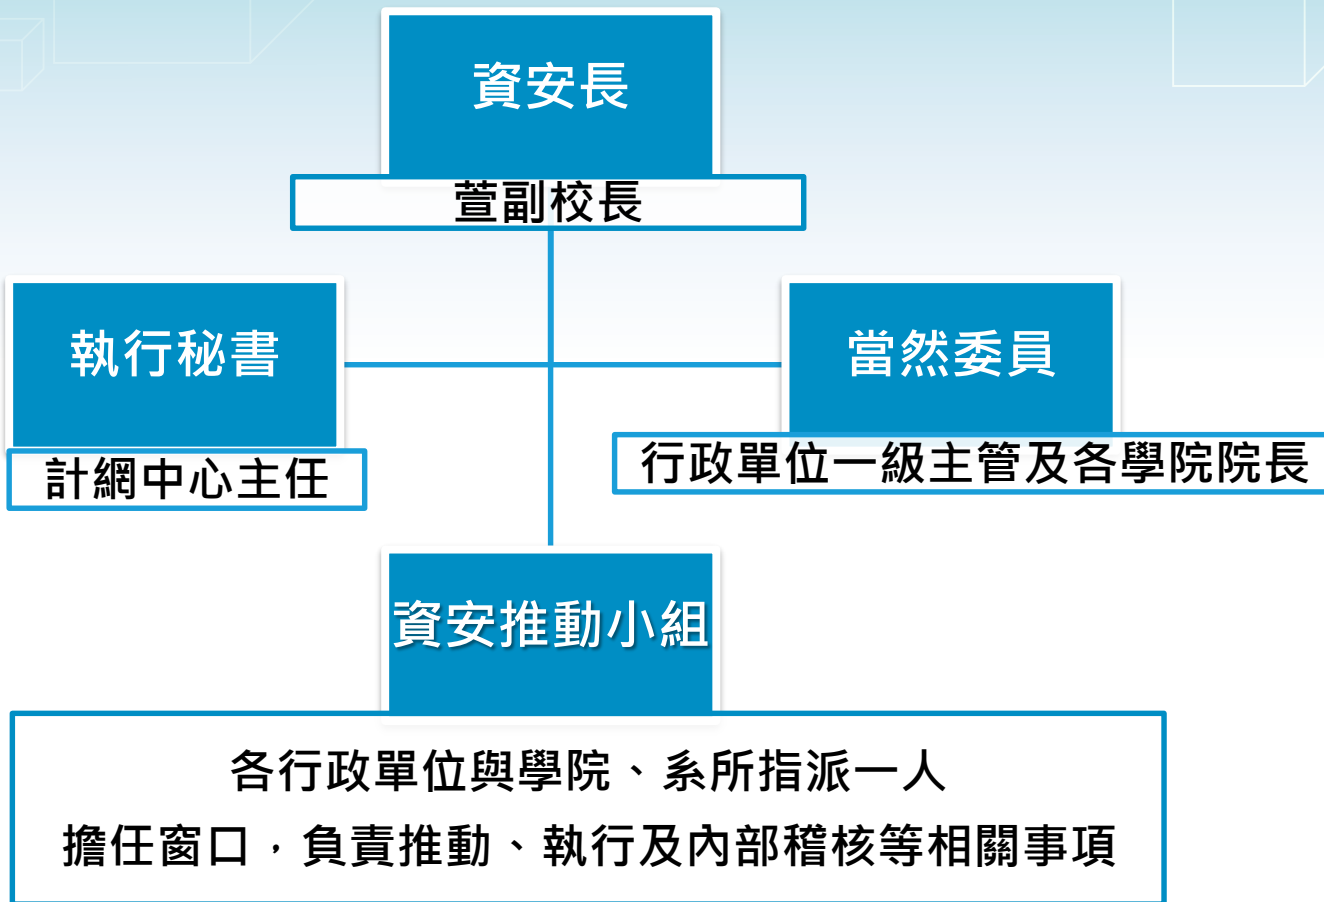 資安長
萱副校長
執行秘書
計網中心主任
當然委員
行政單位一級主管及各學院院長
資安推動小組
各行政單位與學院、系所指派一人
擔任窗口，負責推動、執行及內部稽核等相關事項